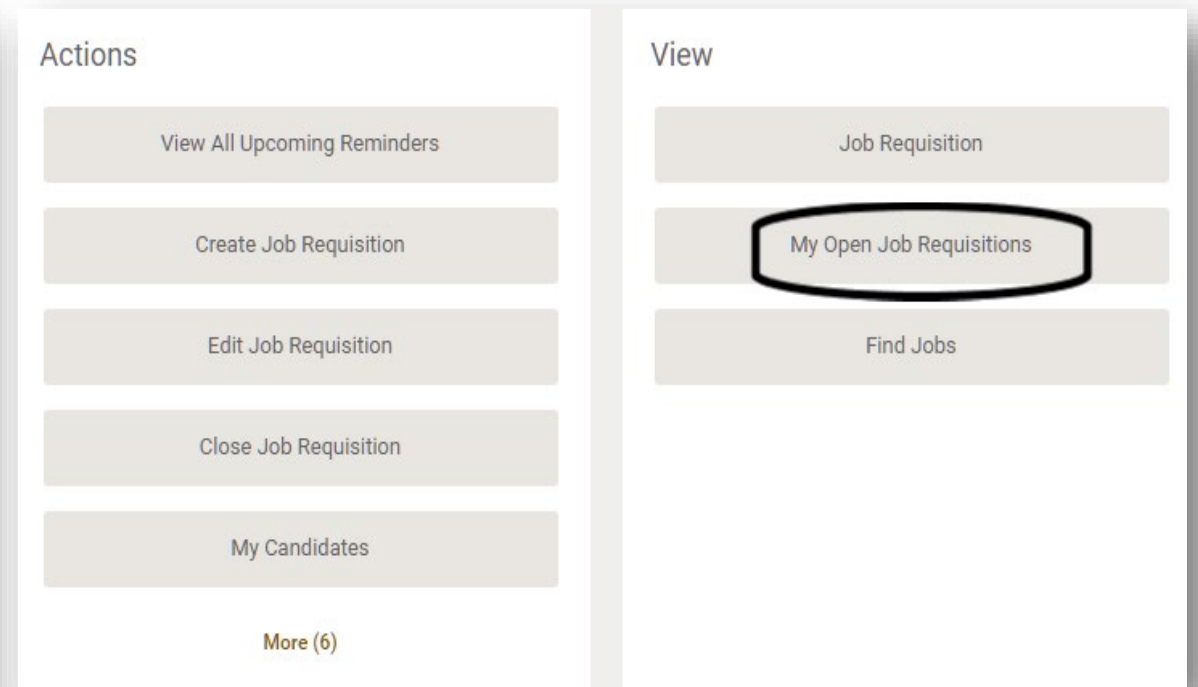 Actions
View All Upcoming Reminders
Create Job Requisition
Edit Job Requisition
Close Job Requisition
My Candidates
More (6)
View
Job Requisition
My Open Job Requisitions
Find Jobs